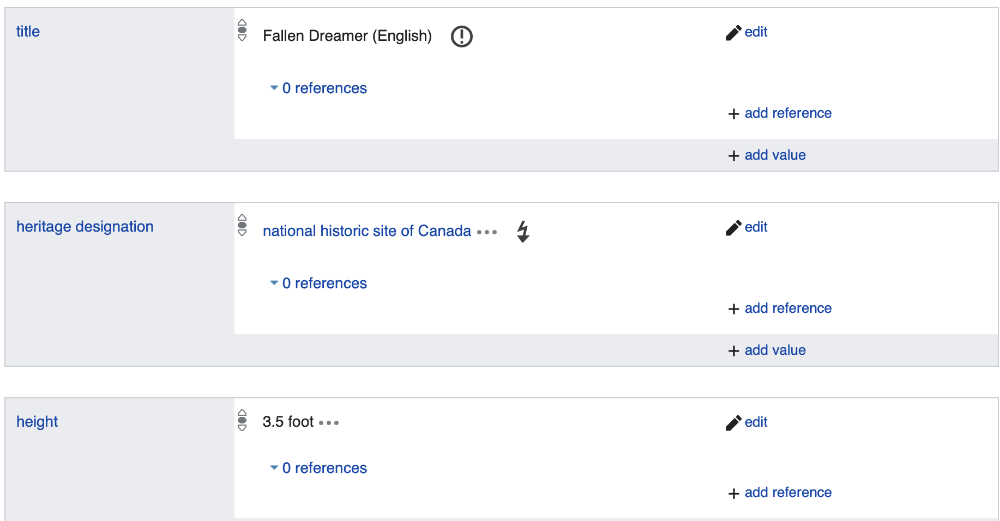 title
Fallen Dreamer (English)
edit
0 references
add reference
add value
heritage designation
national historic site of Canada
edit
0 references
add reference
add value
height
3.5 foot
edit
0 references
add reference